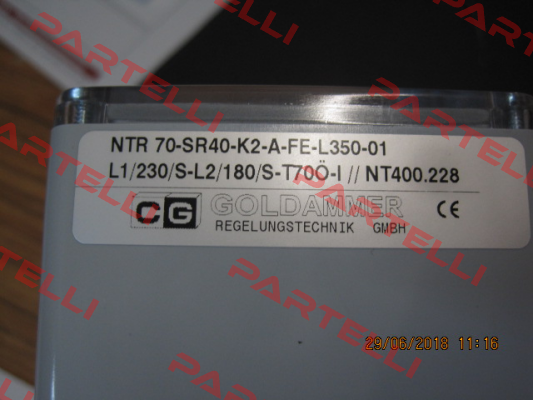 NTR 70-SR40-K2-A-FE-L350-01
L1/230/S-L2/180/S-T70Ö-I // NT400.228
CG GOLDAMMER CE
REGELUNGSTECHNIK GMBH
29/06/2018 11:16
PARTELLI
PARTELLI
PARTELLI
PARTELLI
PARTELLI
PARTELLI